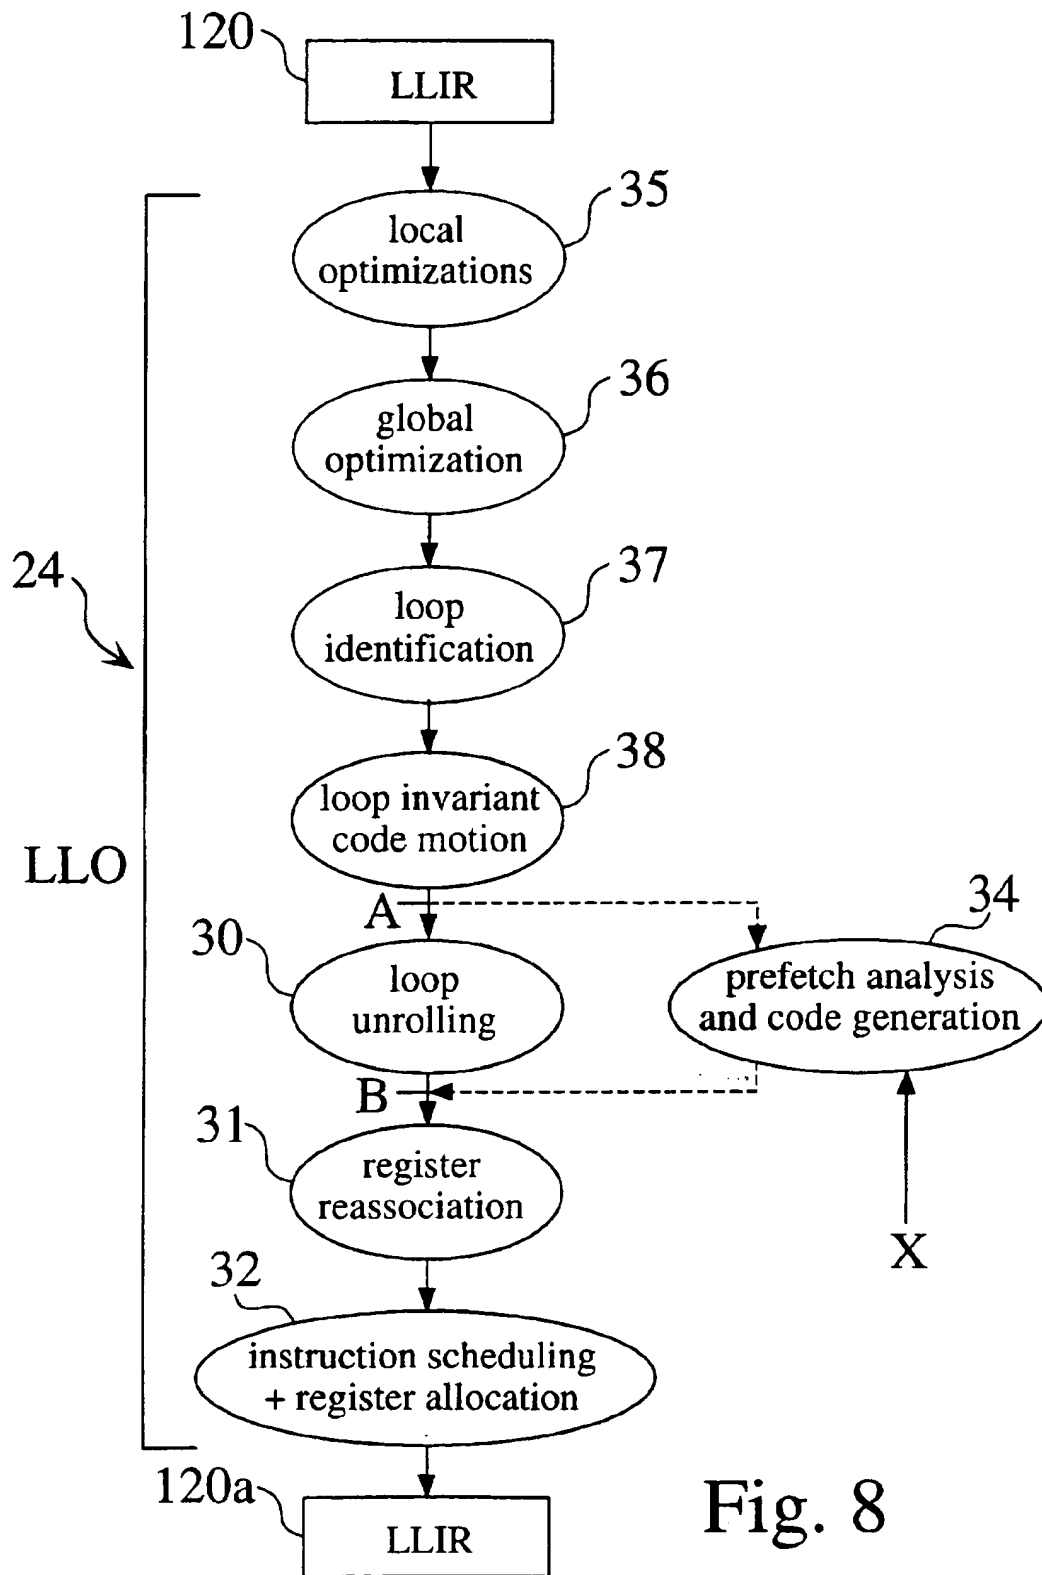 120
LLIR
35
local
optimizations
36
global
optimization
24
37
loop
identification
38
loop invariant
code motion
LLO
A
34
30
loop
unrolling
prefetch analysis
and code generation
B
31
register
reassociation
X
32
instruction scheduling
+ register allocation
120a
LLIR
Fig. 8